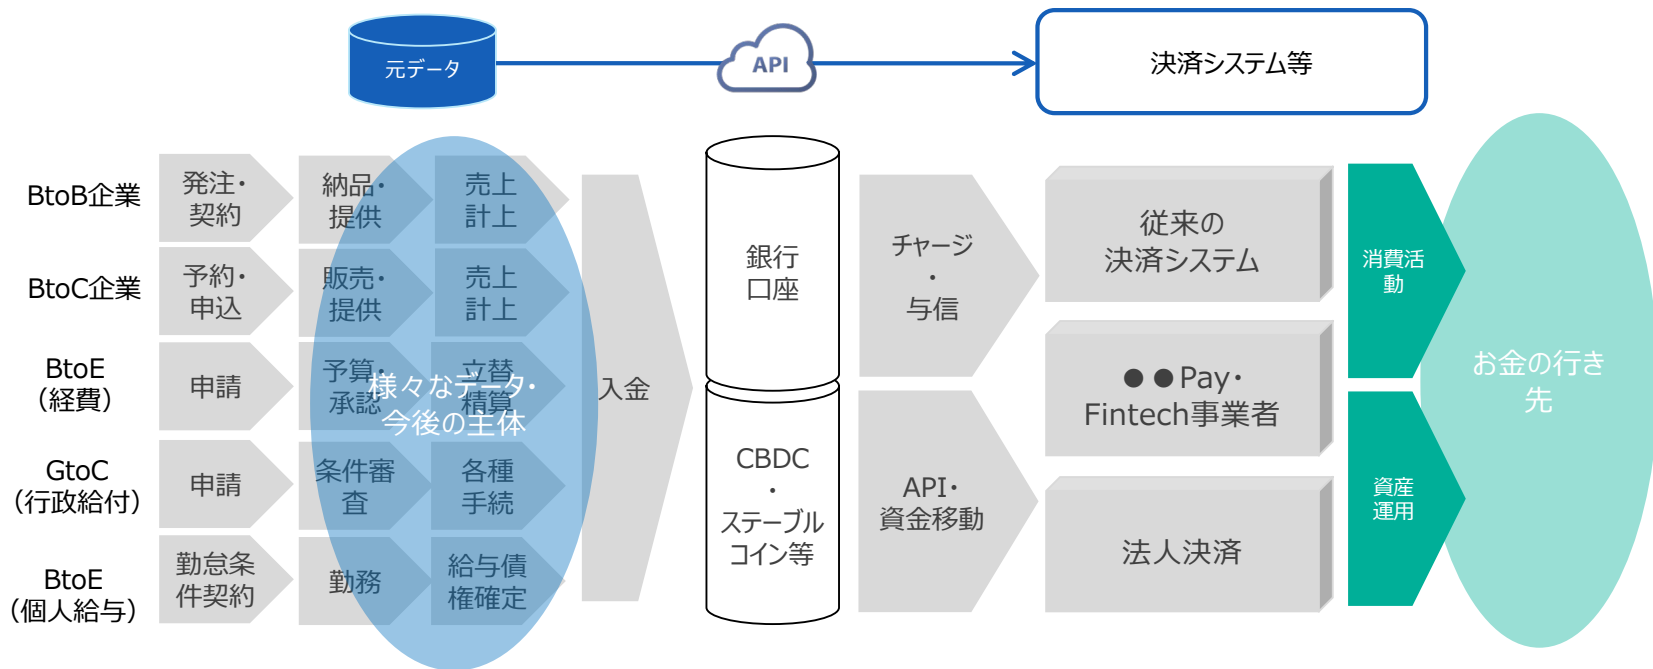 元データ
API
決済システム等
BtoB企業
発注・
契約
納品・
提供
売上
計上
BtoC企業
予約・
申込
販売・
提供
売上
計上
BtoE
（経費）
申請
予算・
承認
立替
精算
GtoC
（行政給付）
申請
条件審
査
各種
手続
BtoE
（個人給与）
勤怠条
件契約
勤務
給与債
権確定
様々なデータ・
今後の主体
入金
銀行
口座
CBDC
・
ステーブル
コイン等
チャージ
・
与信
API・
資金移動
従来の
決済システム
●●Pay・
Fintech事業者
法人決済
消費活
動
資産
運用
お金の行き
先